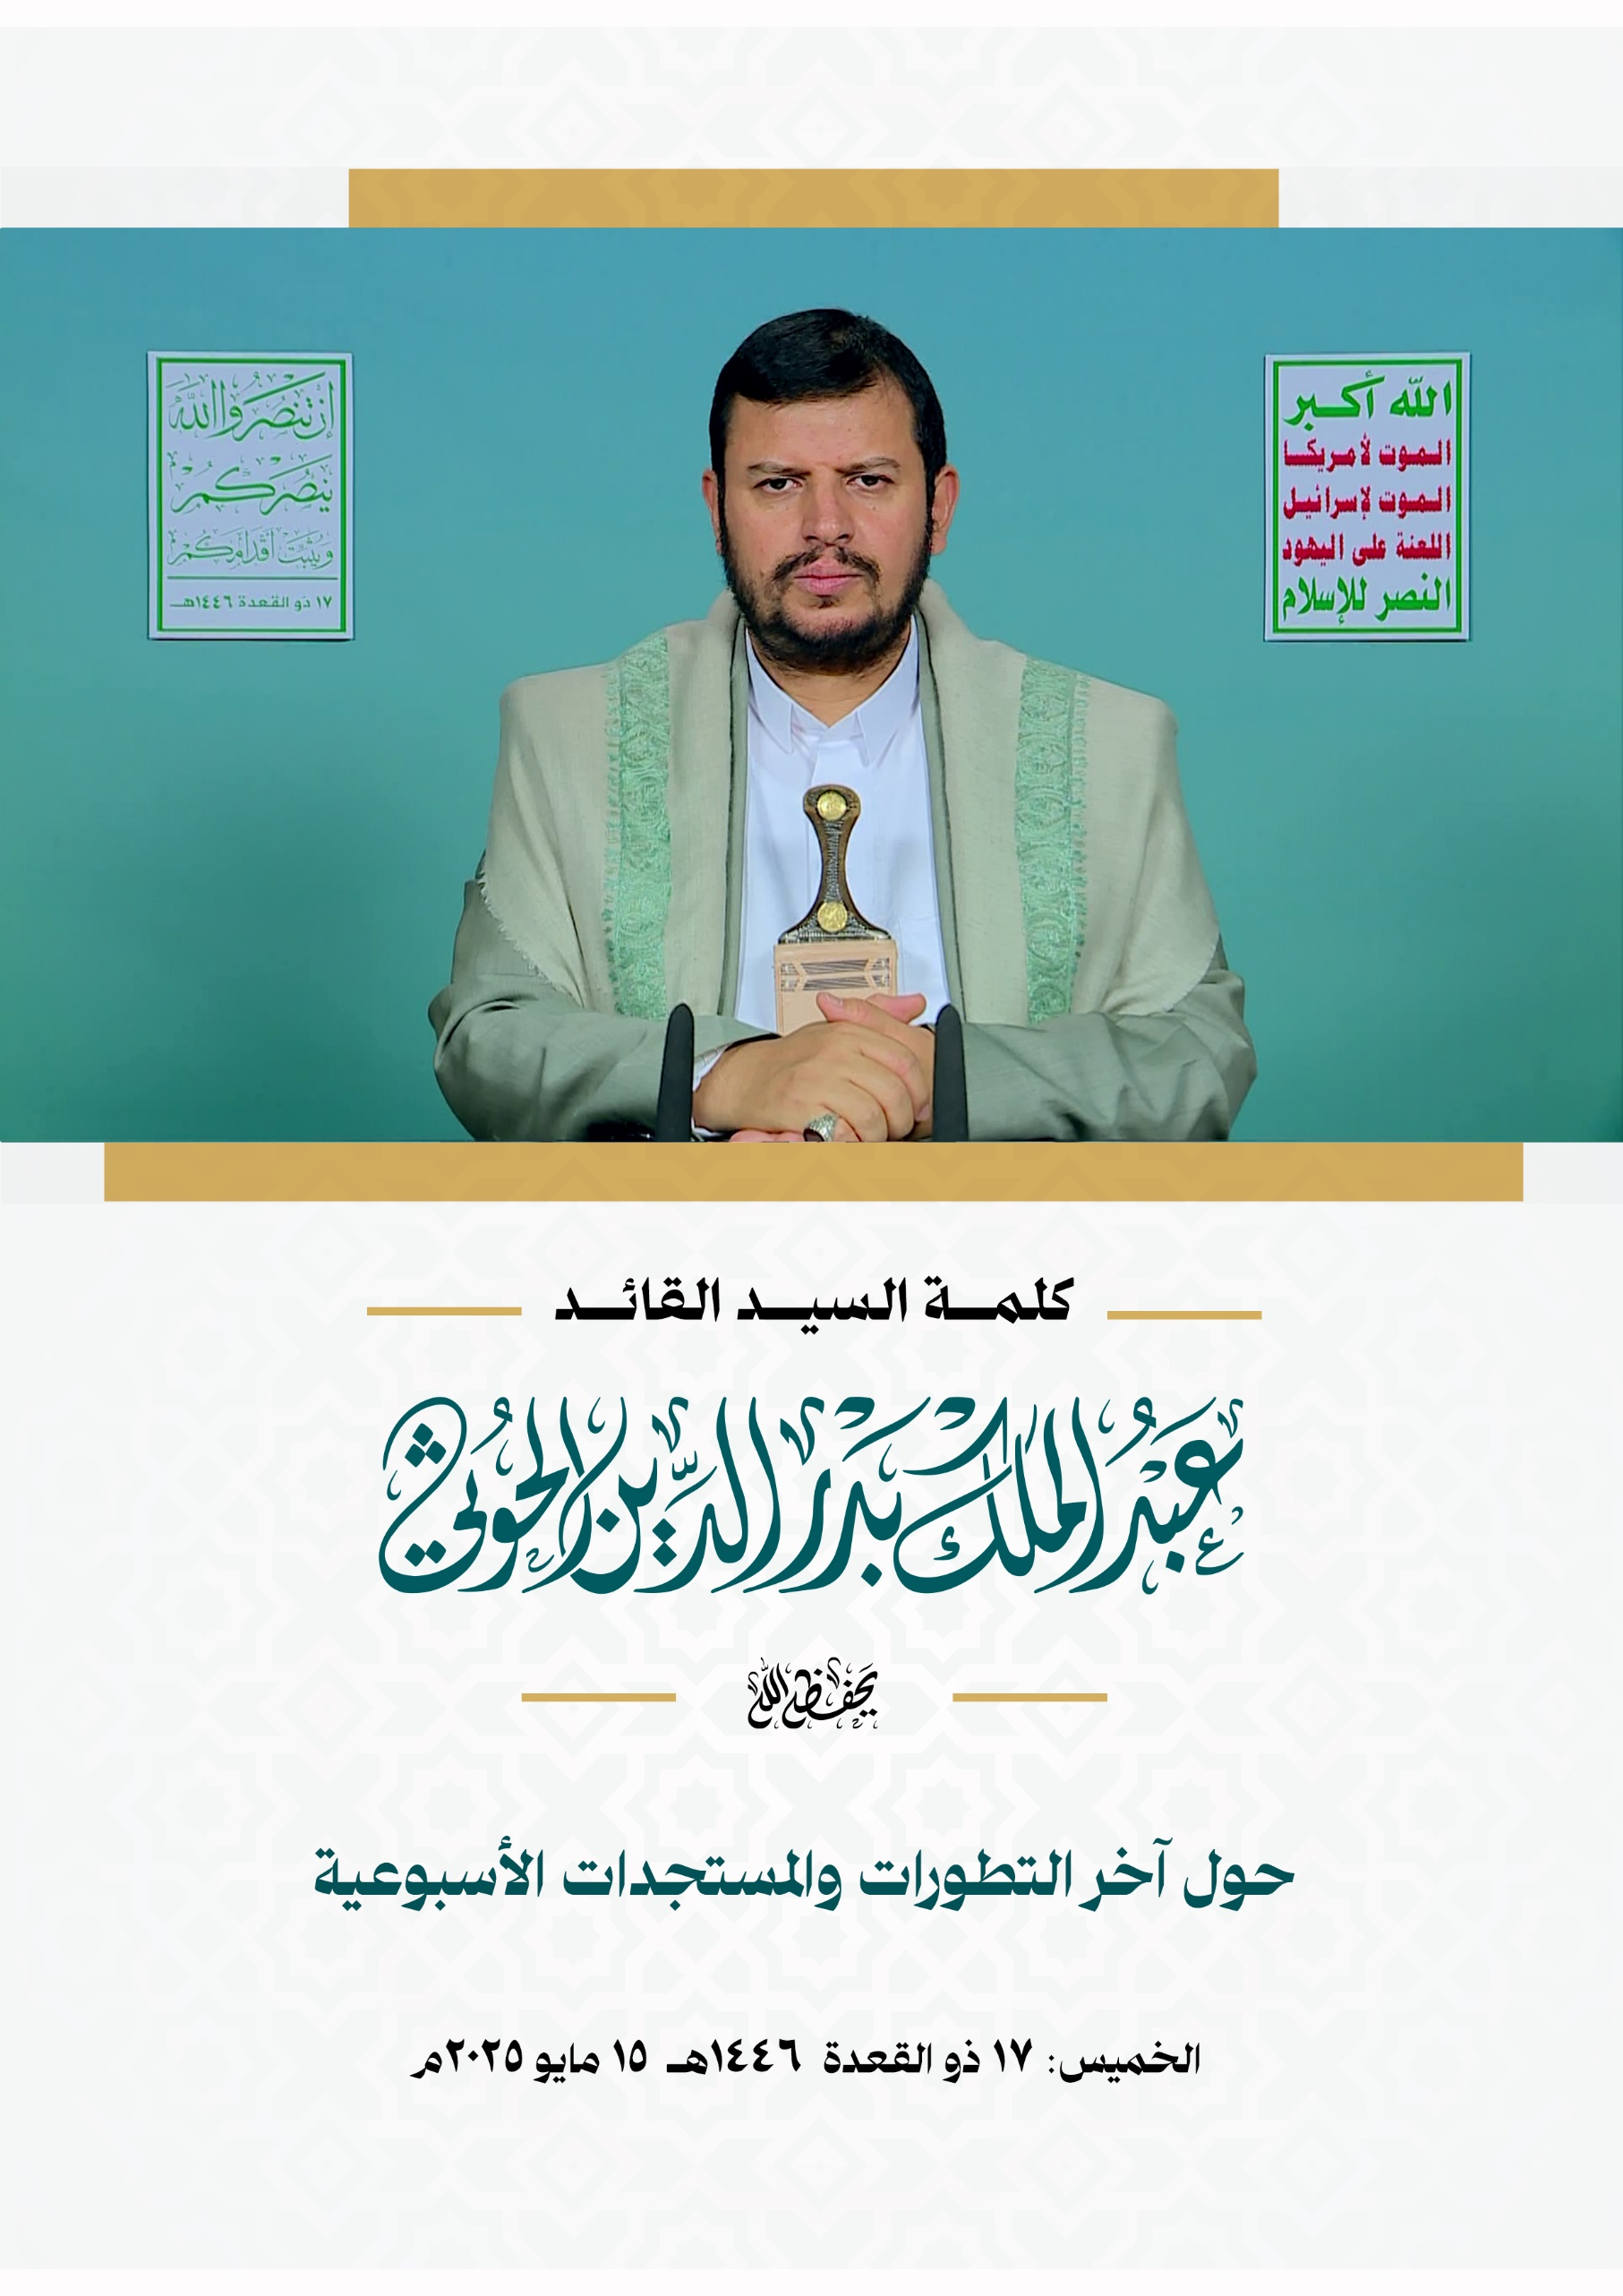 الله أكبر
الموت لأمريكا
الموت لإسرائيل
اللعنة على اليهود
النصر للإسلام
إن تنصروا الله
ينصركم
ويثبت أقدامكم
١٧ ذو القعدة ١٤٤٦هـ
كلمة السيد القائد
عبد الملك بدر الدين الحوثي
يحفظه الله
حول آخر التطورات والمستجدات الأسبوعية
الخميس: ١٧ ذو القعدة ١٤٤٦هـ ١٥ مايو ٢٠٢٥م